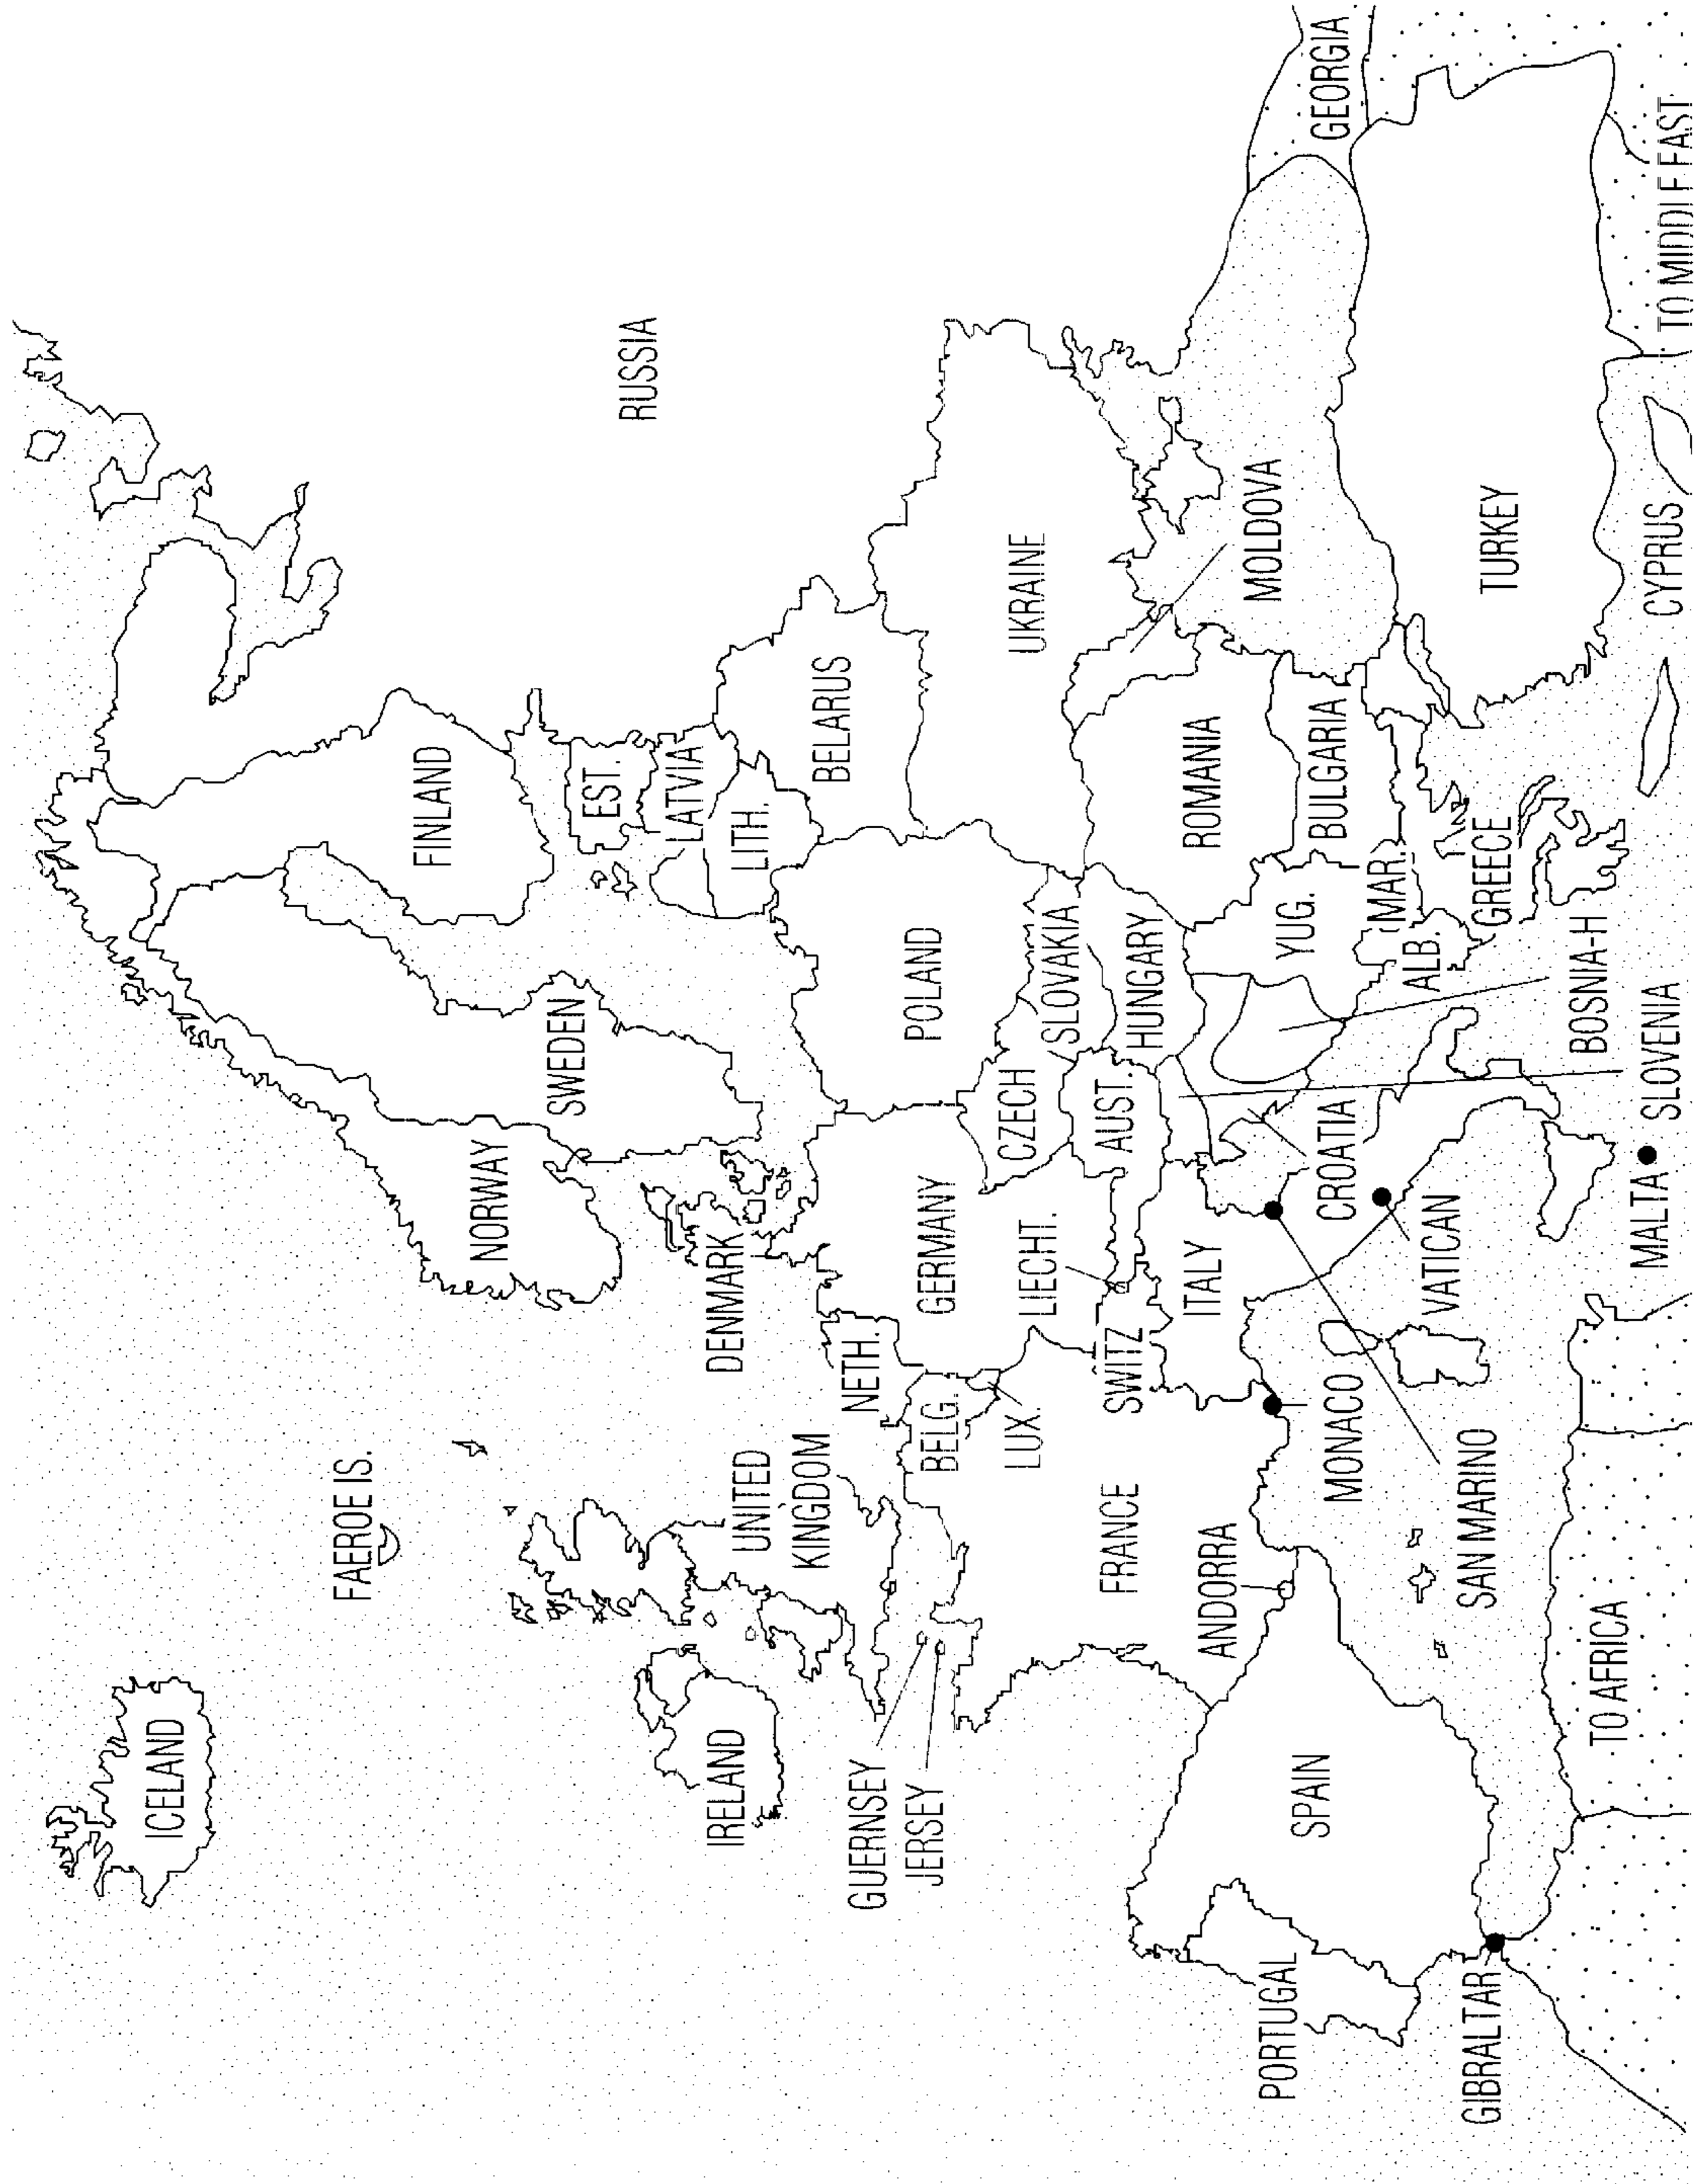 ICELAND
FAEROE IS.
NORWAY
SWEDEN
FINLAND
RUSSIA
EST.
LATVIA
LITH.
DENMARK
UNITED
KINGDOM
IRELAND
GUERNSEY
JERSEY
NETH.
BELG.
LUX.
GERMANY
POLAND
BELARUS
UKRAINE
CZECH
SLOVAKIA
LIECHT.
AUST.
HUNGARY
SWITZ
FRANCE
ITALY
ROMANIA
MOLDOVA
ANDORRA
MONACO
SAN MARINO
CROATIA
VATICAN
YUG.
BULGARIA
MAR.
ALB.
GREECE
GEORGIA
TURKEY
SPAIN
PORTUGAL
GIBRALTAR
BOSNIA-H
SLOVENIA
MALTA
CYPRUS
TO AFRICA
TO MIDDLE EAST